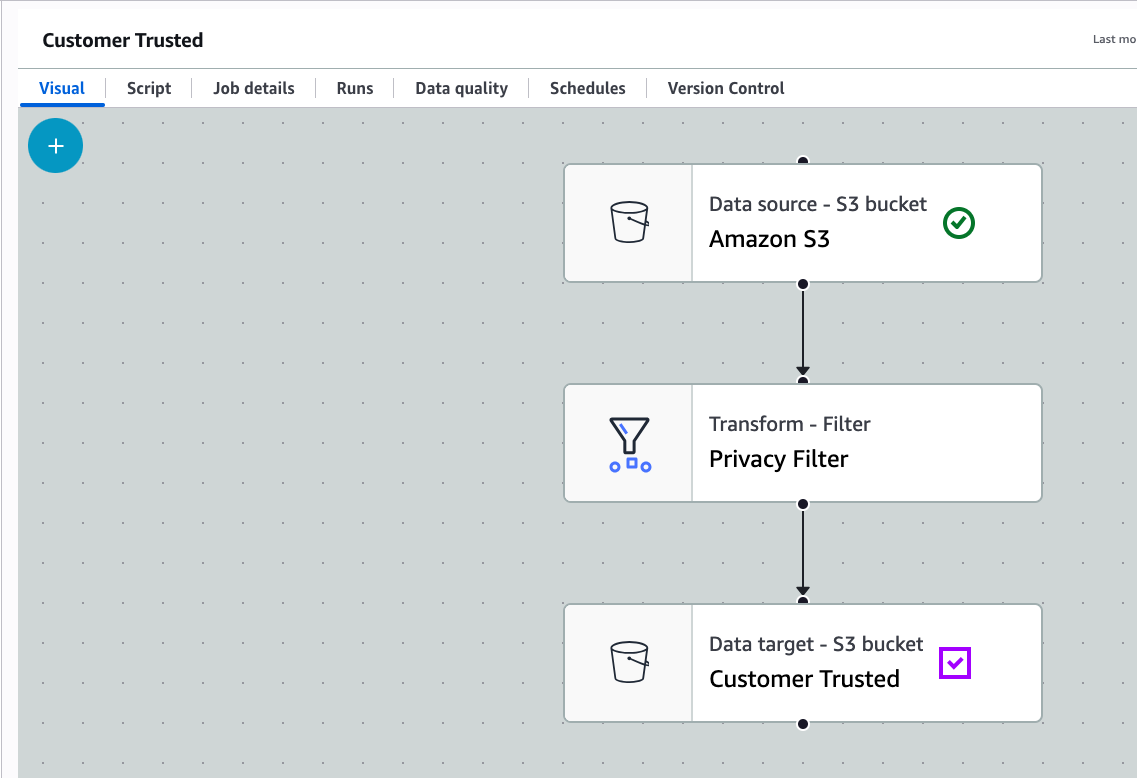 Customer Trusted
Last mo
Visual
Script
Job details
Runs
Data quality
Schedules
Version Control
+
Data source - S3 bucket
Amazon S3
Transform - Filter
Privacy Filter
Data target - S3 bucket
Customer Trusted